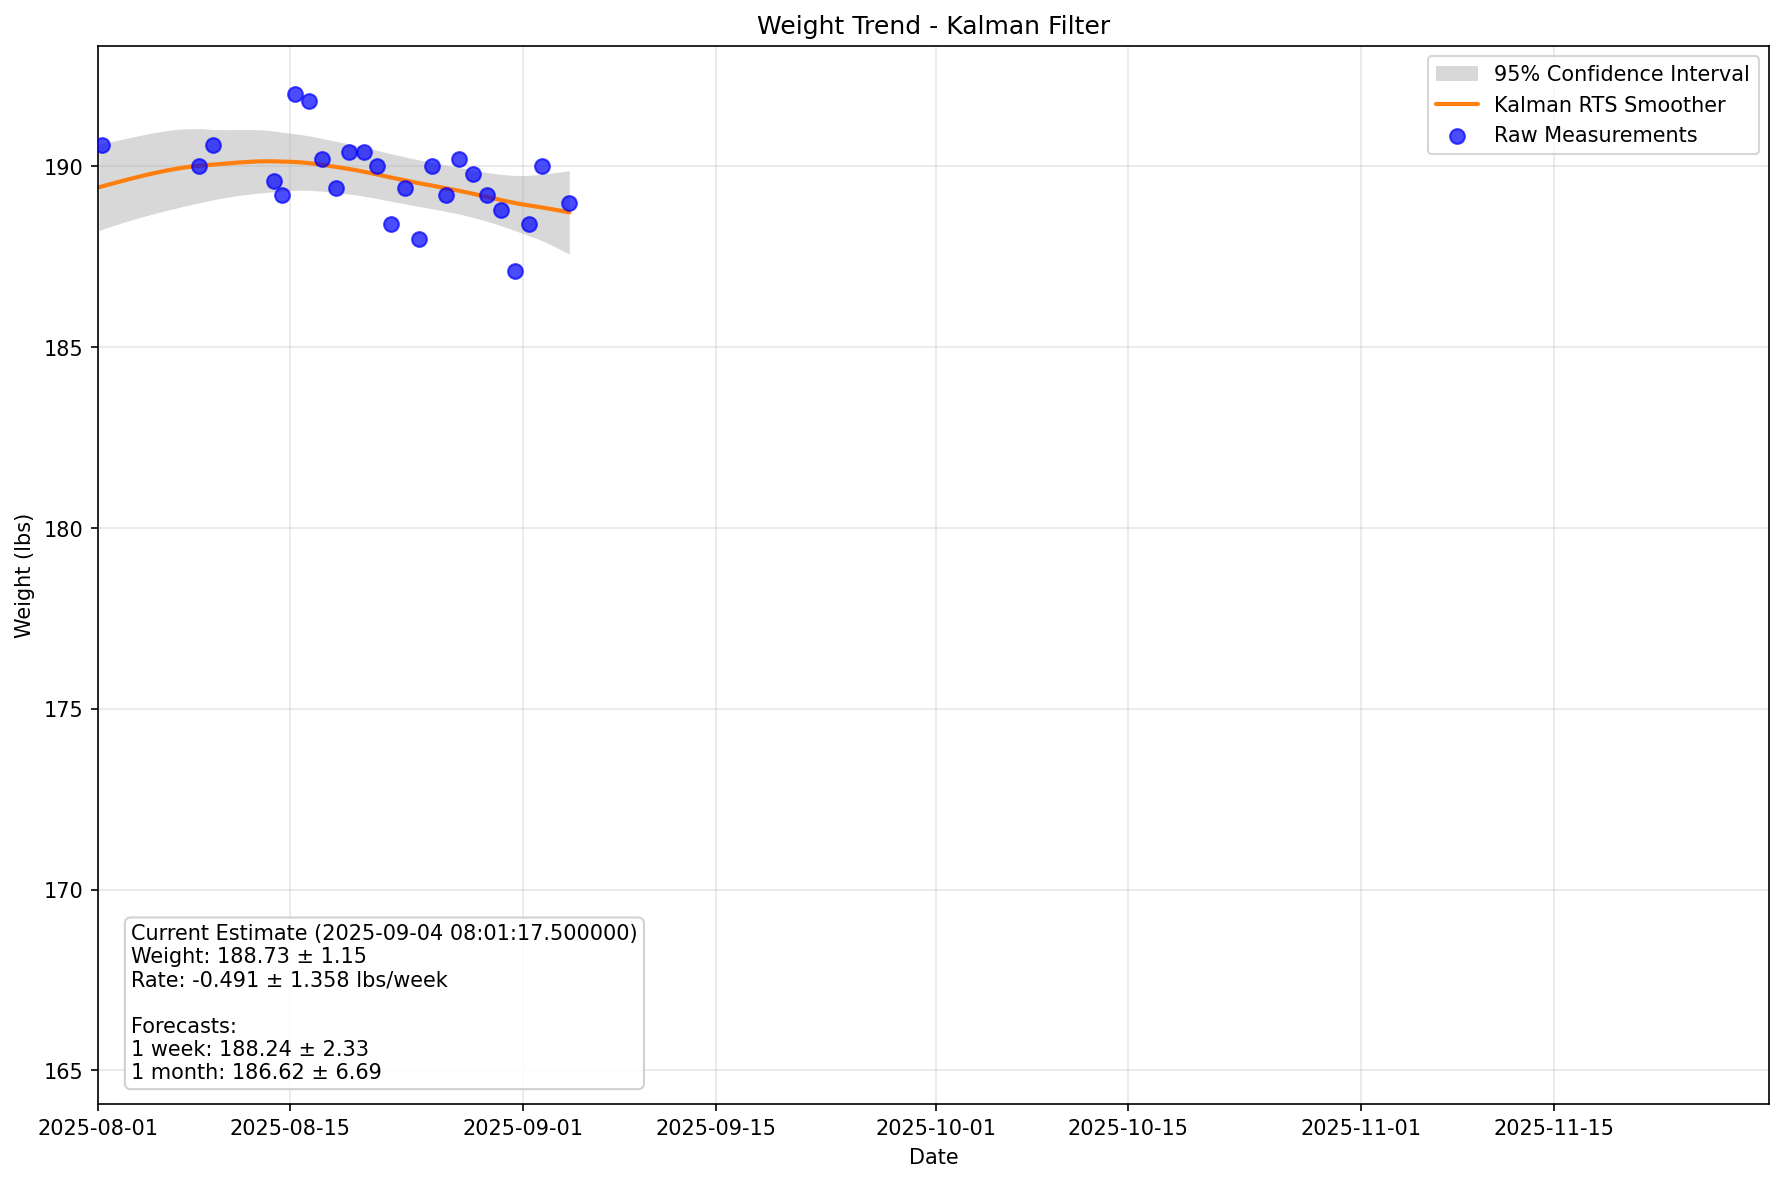 Weight Trend - Kalman Filter
95% Confidence Interval
Kalman RTS Smoother
Raw Measurements
Weight (lbs)
190
185
180
175
170
165
Current Estimate (2025-09-04 08:01:17.500000)
Weight: 188.73 ± 1.15
Rate: -0.491 ± 1.358 lbs/week
Forecasts:
1 week: 188.24 ± 2.33
1 month: 186.62 ± 6.69
2025-08-01 2025-08-15 2025-09-01 2025-09-15 2025-10-01 2025-10-15 2025-11-01 2025-11-15
Date